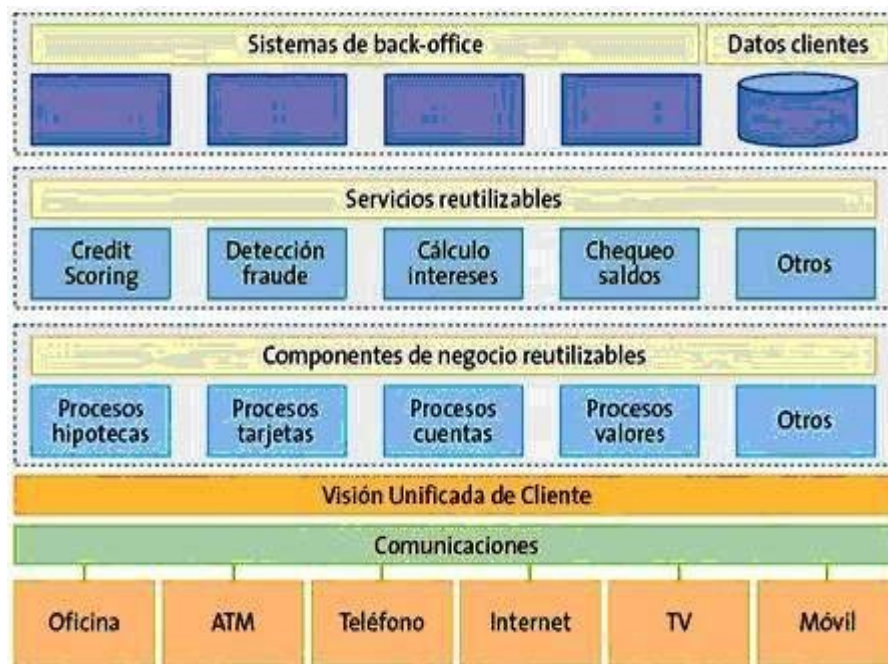 Sistemas de back-office
Datos clientes
Servicios reutilizables
Credit
Scoring
Detección
fraude
Cálculo
intereses
Chequeo
saldos
Otros
Componentes de negocio reutilizables
Procesos
hipotecas
Procesos
tarjetas
Procesos
cuentas
Procesos
valores
Otros
Visión Unificada de Cliente
Comunicaciones
Oficina
ATM
Teléfono
Internet
TV
Móvil